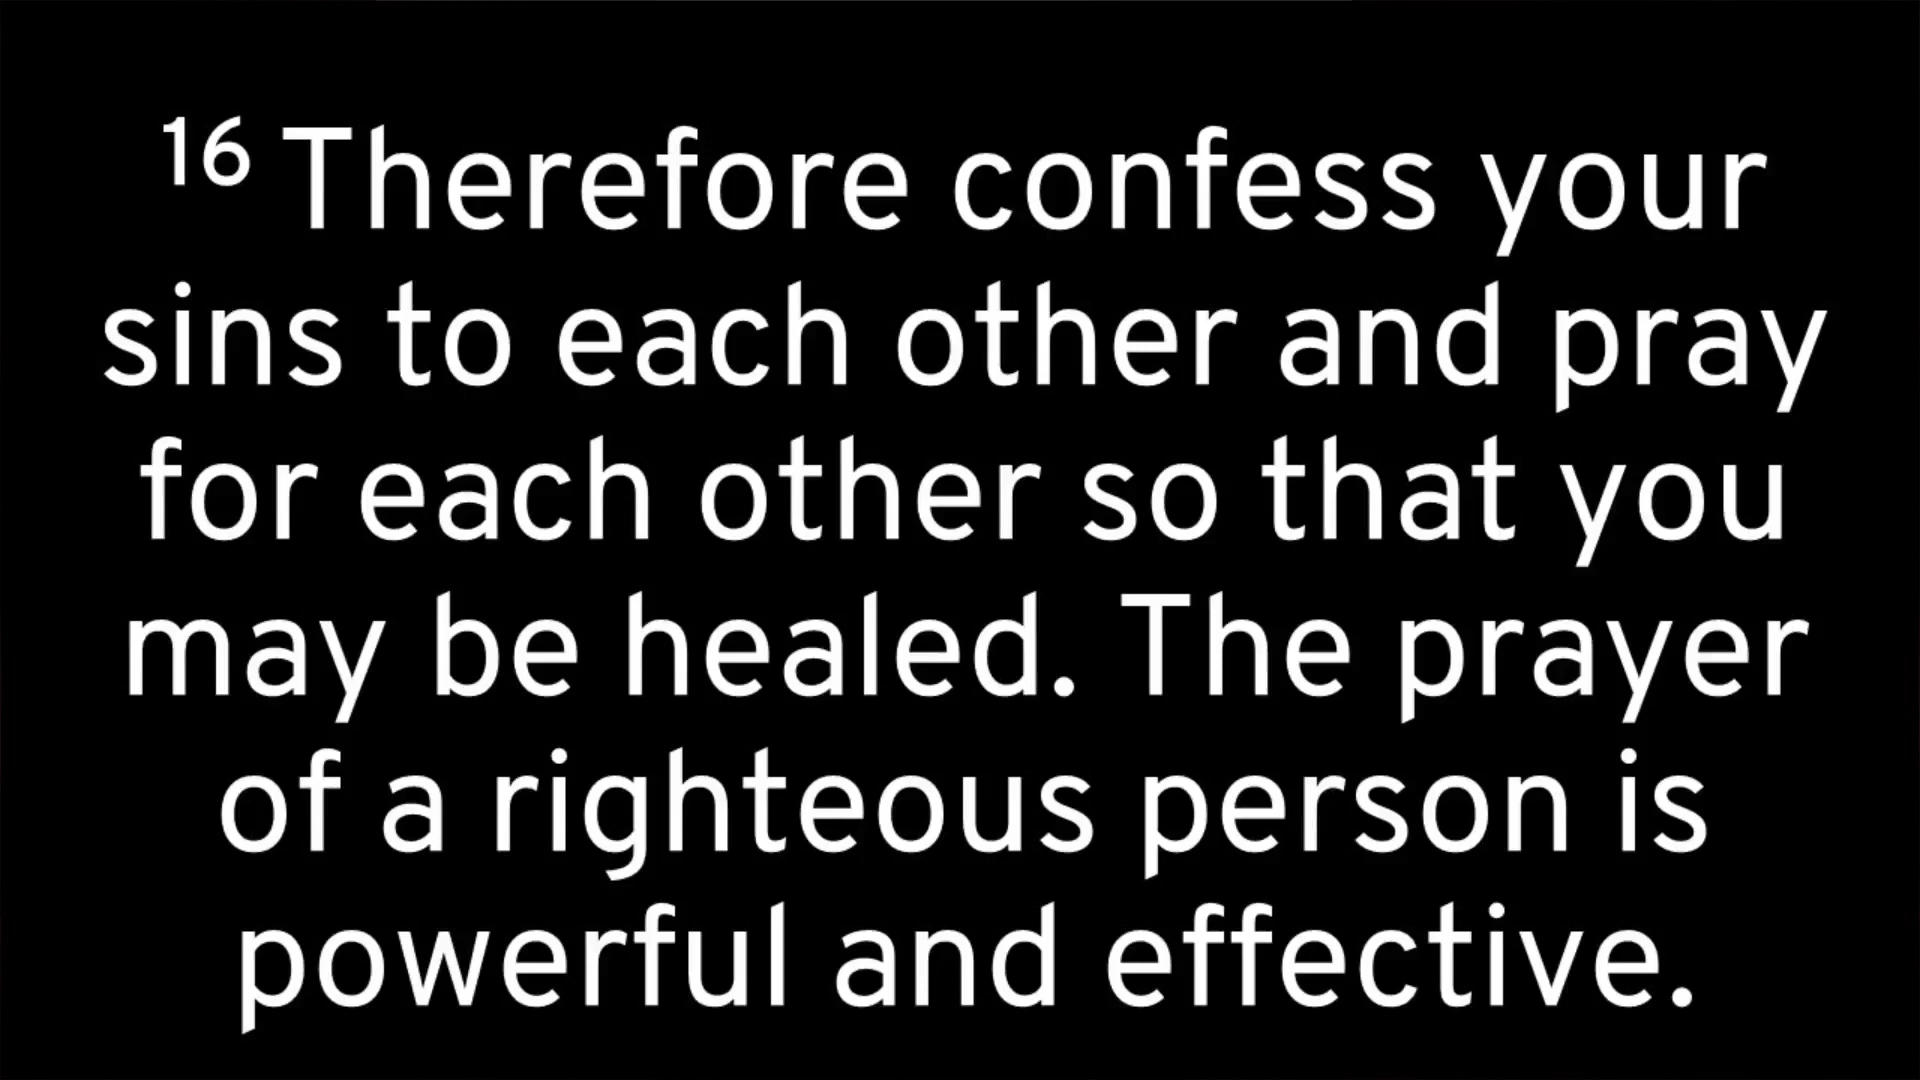 16 Therefore confess your
sins to each other and pray
for each other so that you
may be healed. The prayer
of a righteous person is
powerful and effective.